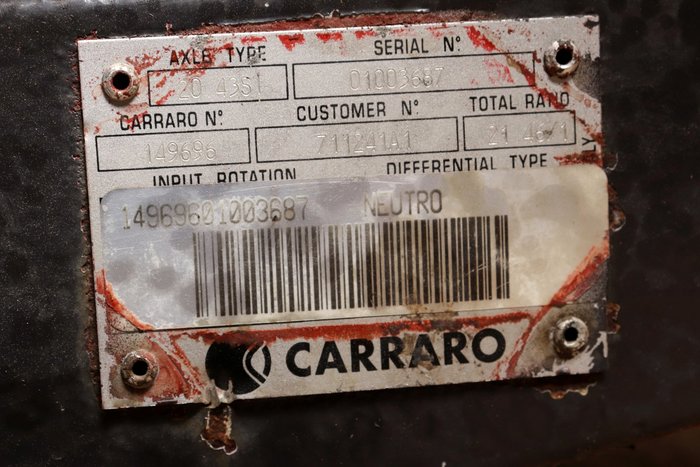 AXLE TYPE SERIAL N°.
20 43S1 01003687
CARRARO N°. CUSTOMER N°. TOTAL RATIO
149696 711241A1 21 46/1
INPUT ROTATION DIFFERENTIAL TYPE
14969601003687 NEUTRO
CARRARO